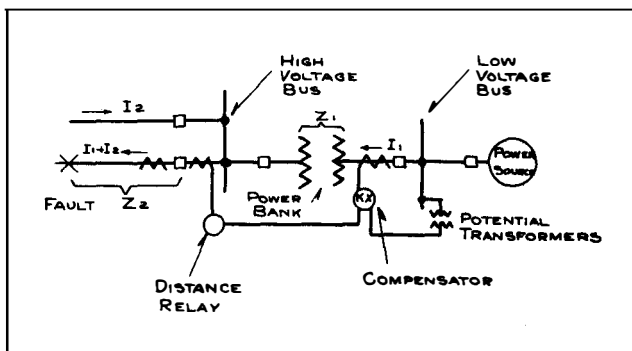 HIGH
VOLTAGE
BUS
LOW
VOLTAGE
BUS
I2
Z1
I1
I1+I2
POWER
SOURCE
FAULT
Z2
POWER
BANK
KX
POTENTIAL
TRANSFORMERS
COMPENSATOR
DISTANCE
RELAY